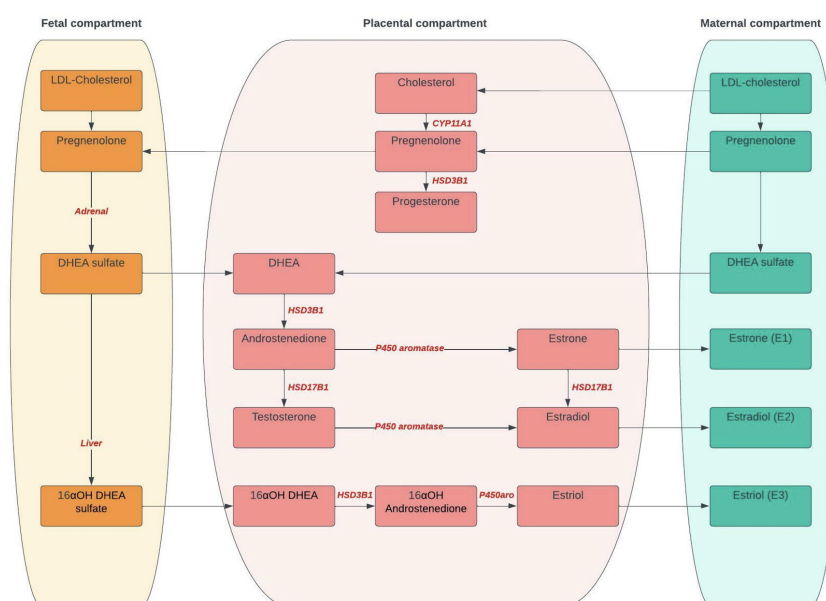 Fetal compartment
Placental compartment
Maternal compartment
LDL-Cholesterol
Cholesterol
LDL-cholesterol
CYP11A1
Pregnenolone
Pregnenolone
Pregnenolone
HSD3B1
Progesterone
Adrenal
DHEA sulfate
DHEA
DHEA sulfate
HSD3B1
Androstenedione
P450 aromatase
Estrone
Estrone (E1)
HSD17B1
HSD17B1
Testosterone
P450 aromatase
Estradiol
Estradiol (E2)
Liver
16αOH DHEA
sulfate
16αOH DHEA
HSD3B1
16αOH
Androstenedione
P450aro
Estriol
Estriol (E3)